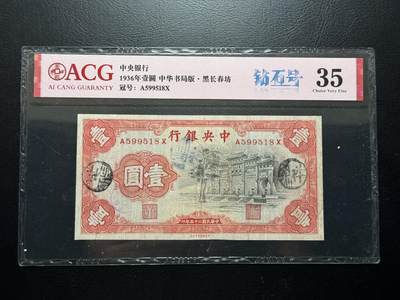 ACG
AI CANG GUARANTY
中央银行
1936年壹圓 中华书局版·黑长春坊
冠号: A599518X
钻石号
35
Choice Very Fine
行銀央中
A599518X
A599518X
圓壹
壹
壹
壹
壹